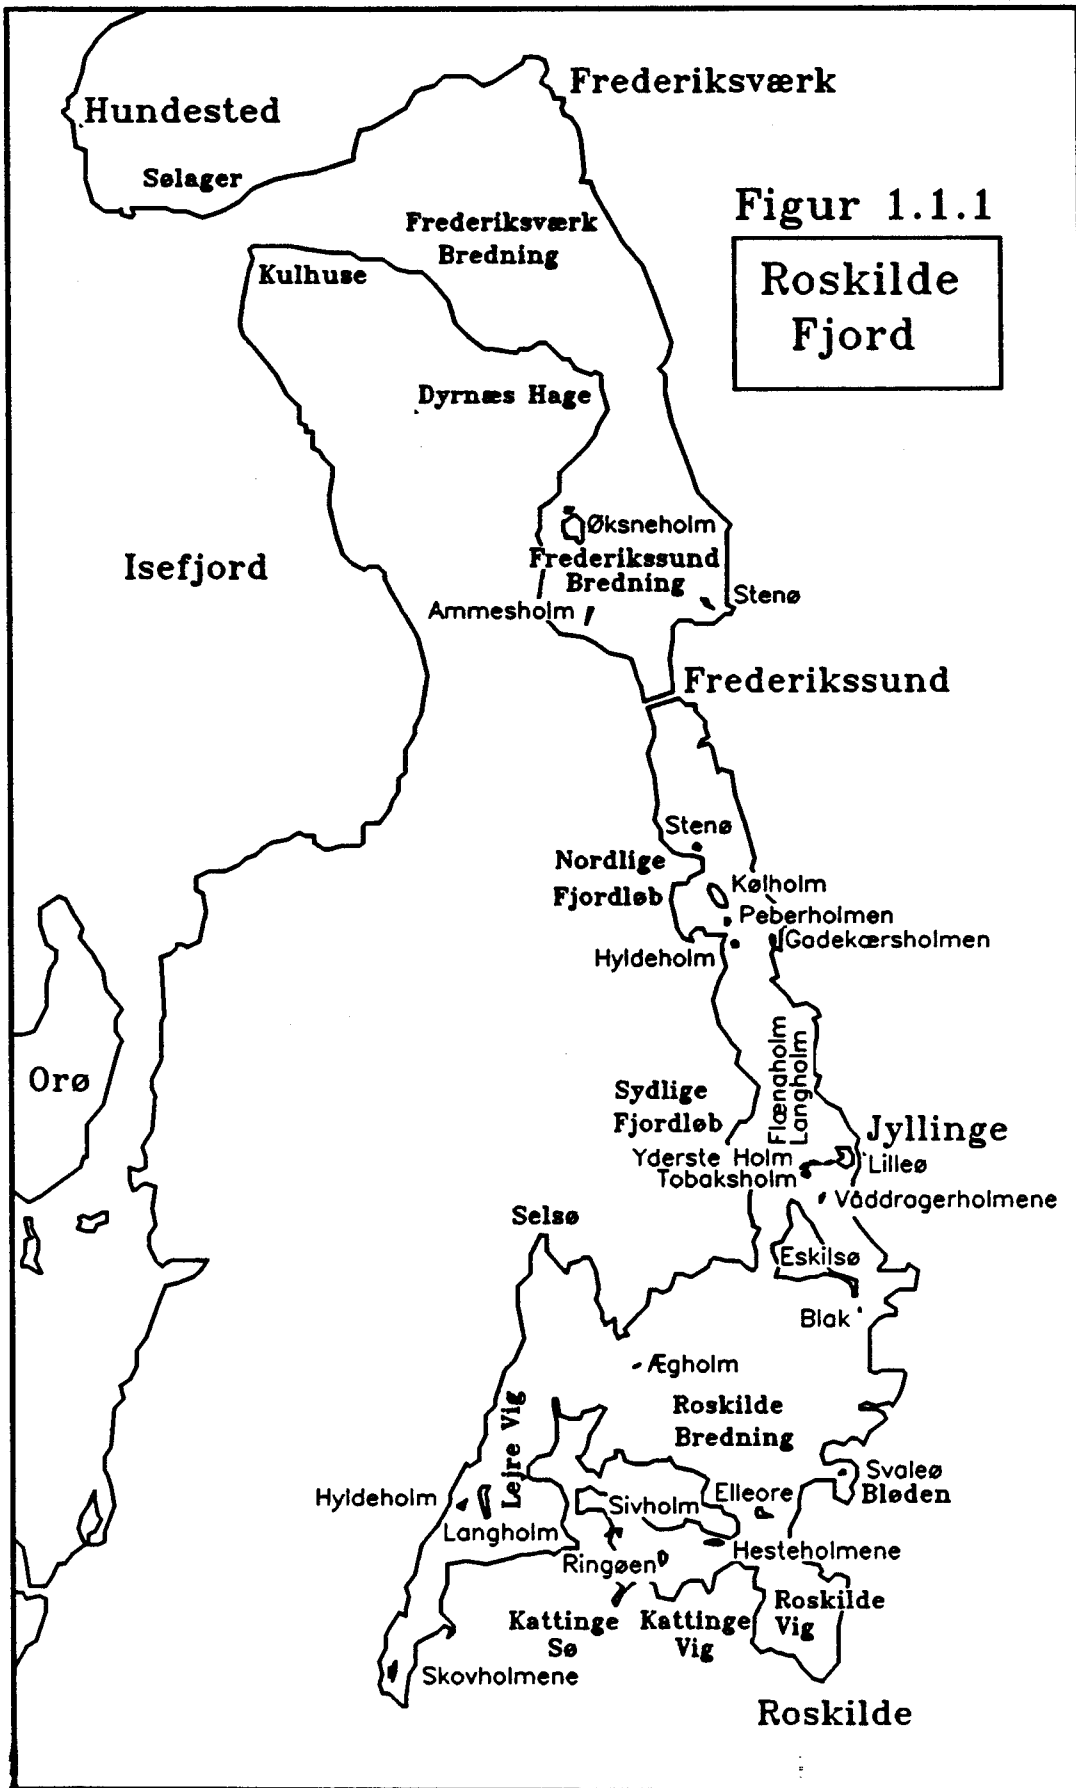 Frederiksværk
Hundested
Sølager
Figur 1.1.1
Frederiksværk
Bredning
Roskilde
Fjord
Kulhuse
Dyrnæs Hage
Øksneholm
Frederikssund
Bredning
Isefjord
Stenø
Ammesholm
Frederikssund
Stenø
Nordlige
Fjordløb
Kølholm
Peberholmen
Gadekærsholmen
Hyldeholm
Flænaholm
Langholm
Orø
Sydlige
Fjordløb
Jyllinge
Yderste Holm
Lilleø
Tobaksholm
Våddragerholmene
Selsø
Eskilsø
Blak
Ægholm
Roskilde
Bredning
Lejre Vig
Svaleø
Bløden
Elleore
Hyldeholm
Sivholm
Langholm
Hesteholmene
Ringøen
Roskilde
Vig
Kattinge
Sø
Kattinge
Vig
Skovholmene
Roskilde